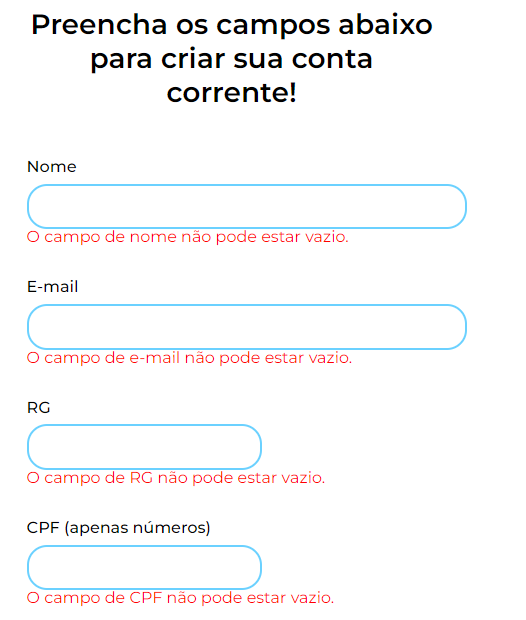 Preencha os campos abaixo
para criar sua conta
corrente!
Nome
O campo de nome não pode estar vazio.
E-mail
O campo de e-mail não pode estar vazio.
RG
O campo de RG não pode estar vazio.
CPF (apenas números)
O campo de CPF não pode estar vazio.